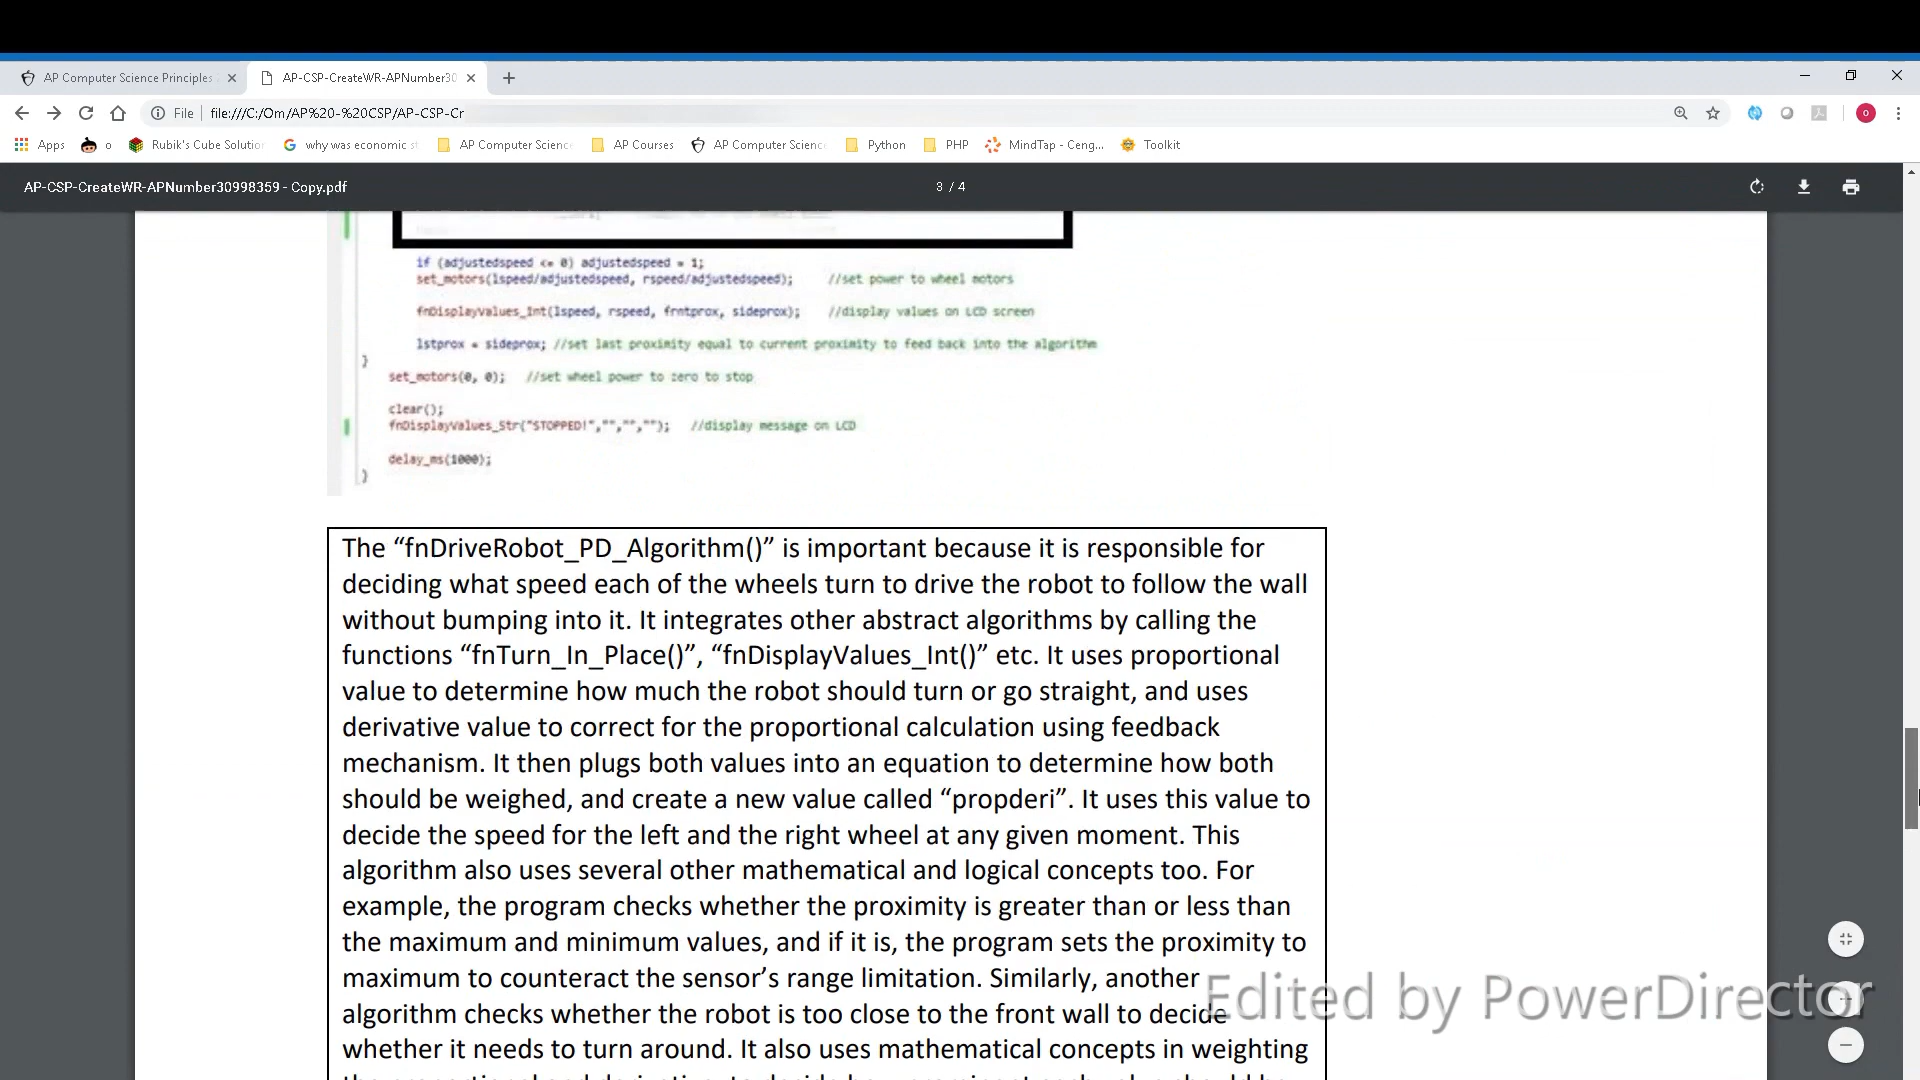 AP Computer Science Principles
AP-CSP-CreateWR-APNumber30
File
file:///C:/Om/AP%20-%20CSP/AP-CSP-Cr
Apps
o
Rubik's Cube Solution
why was economic st
AP Computer Science
AP Courses
AP Computer Science
Python
PHP
MindTap - Ceng...
Toolkit
AP-CSP-CreateWR-APNumber30998359 - Copy.pdf
3 / 4
if (adjustedspeed <= 0) adjustedspeed = 1;
set_motors(lspeed/adjustedspeed, rspeed/adjustedspeed); //set power to wheel motors
fnDisplayValues_Int(lspeed, rspeed, frntprox, sideprox); //display values on LCD screen
lstprox = sideprox; //set last proximity equal to current proximity to feed back into the algorithm
}
set_motors(0, 0); //set wheel power to zero to stop
clear();
fnDisplayValues_Str("STOPPED!","","",""); //display message on LCD
delay_ms(1000);
}
The “fnDriveRobot_PD_Algorithm()” is important because it is responsible for
deciding what speed each of the wheels turn to drive the robot to follow the wall
without bumping into it. It integrates other abstract algorithms by calling the
functions “fnTurn_In_Place()”, “fnDisplayValues_Int()” etc. It uses proportional
value to determine how much the robot should turn or go straight, and uses
derivative value to correct for the proportional calculation using feedback
mechanism. It then plugs both values into an equation to determine how both
should be weighed, and create a new value called “propderi”. It uses this value to
decide the speed for the left and the right wheel at any given moment. This
algorithm also uses several other mathematical and logical concepts too. For
example, the program checks whether the proximity is greater than or less than
the maximum and minimum values, and if it is, the program sets the proximity to
maximum to counteract the sensor’s range limitation. Similarly, another
algorithm checks whether the robot is too close to the front wall to decide
whether it needs to turn around. It also uses mathematical concepts in weighting
Edited by PowerDirector